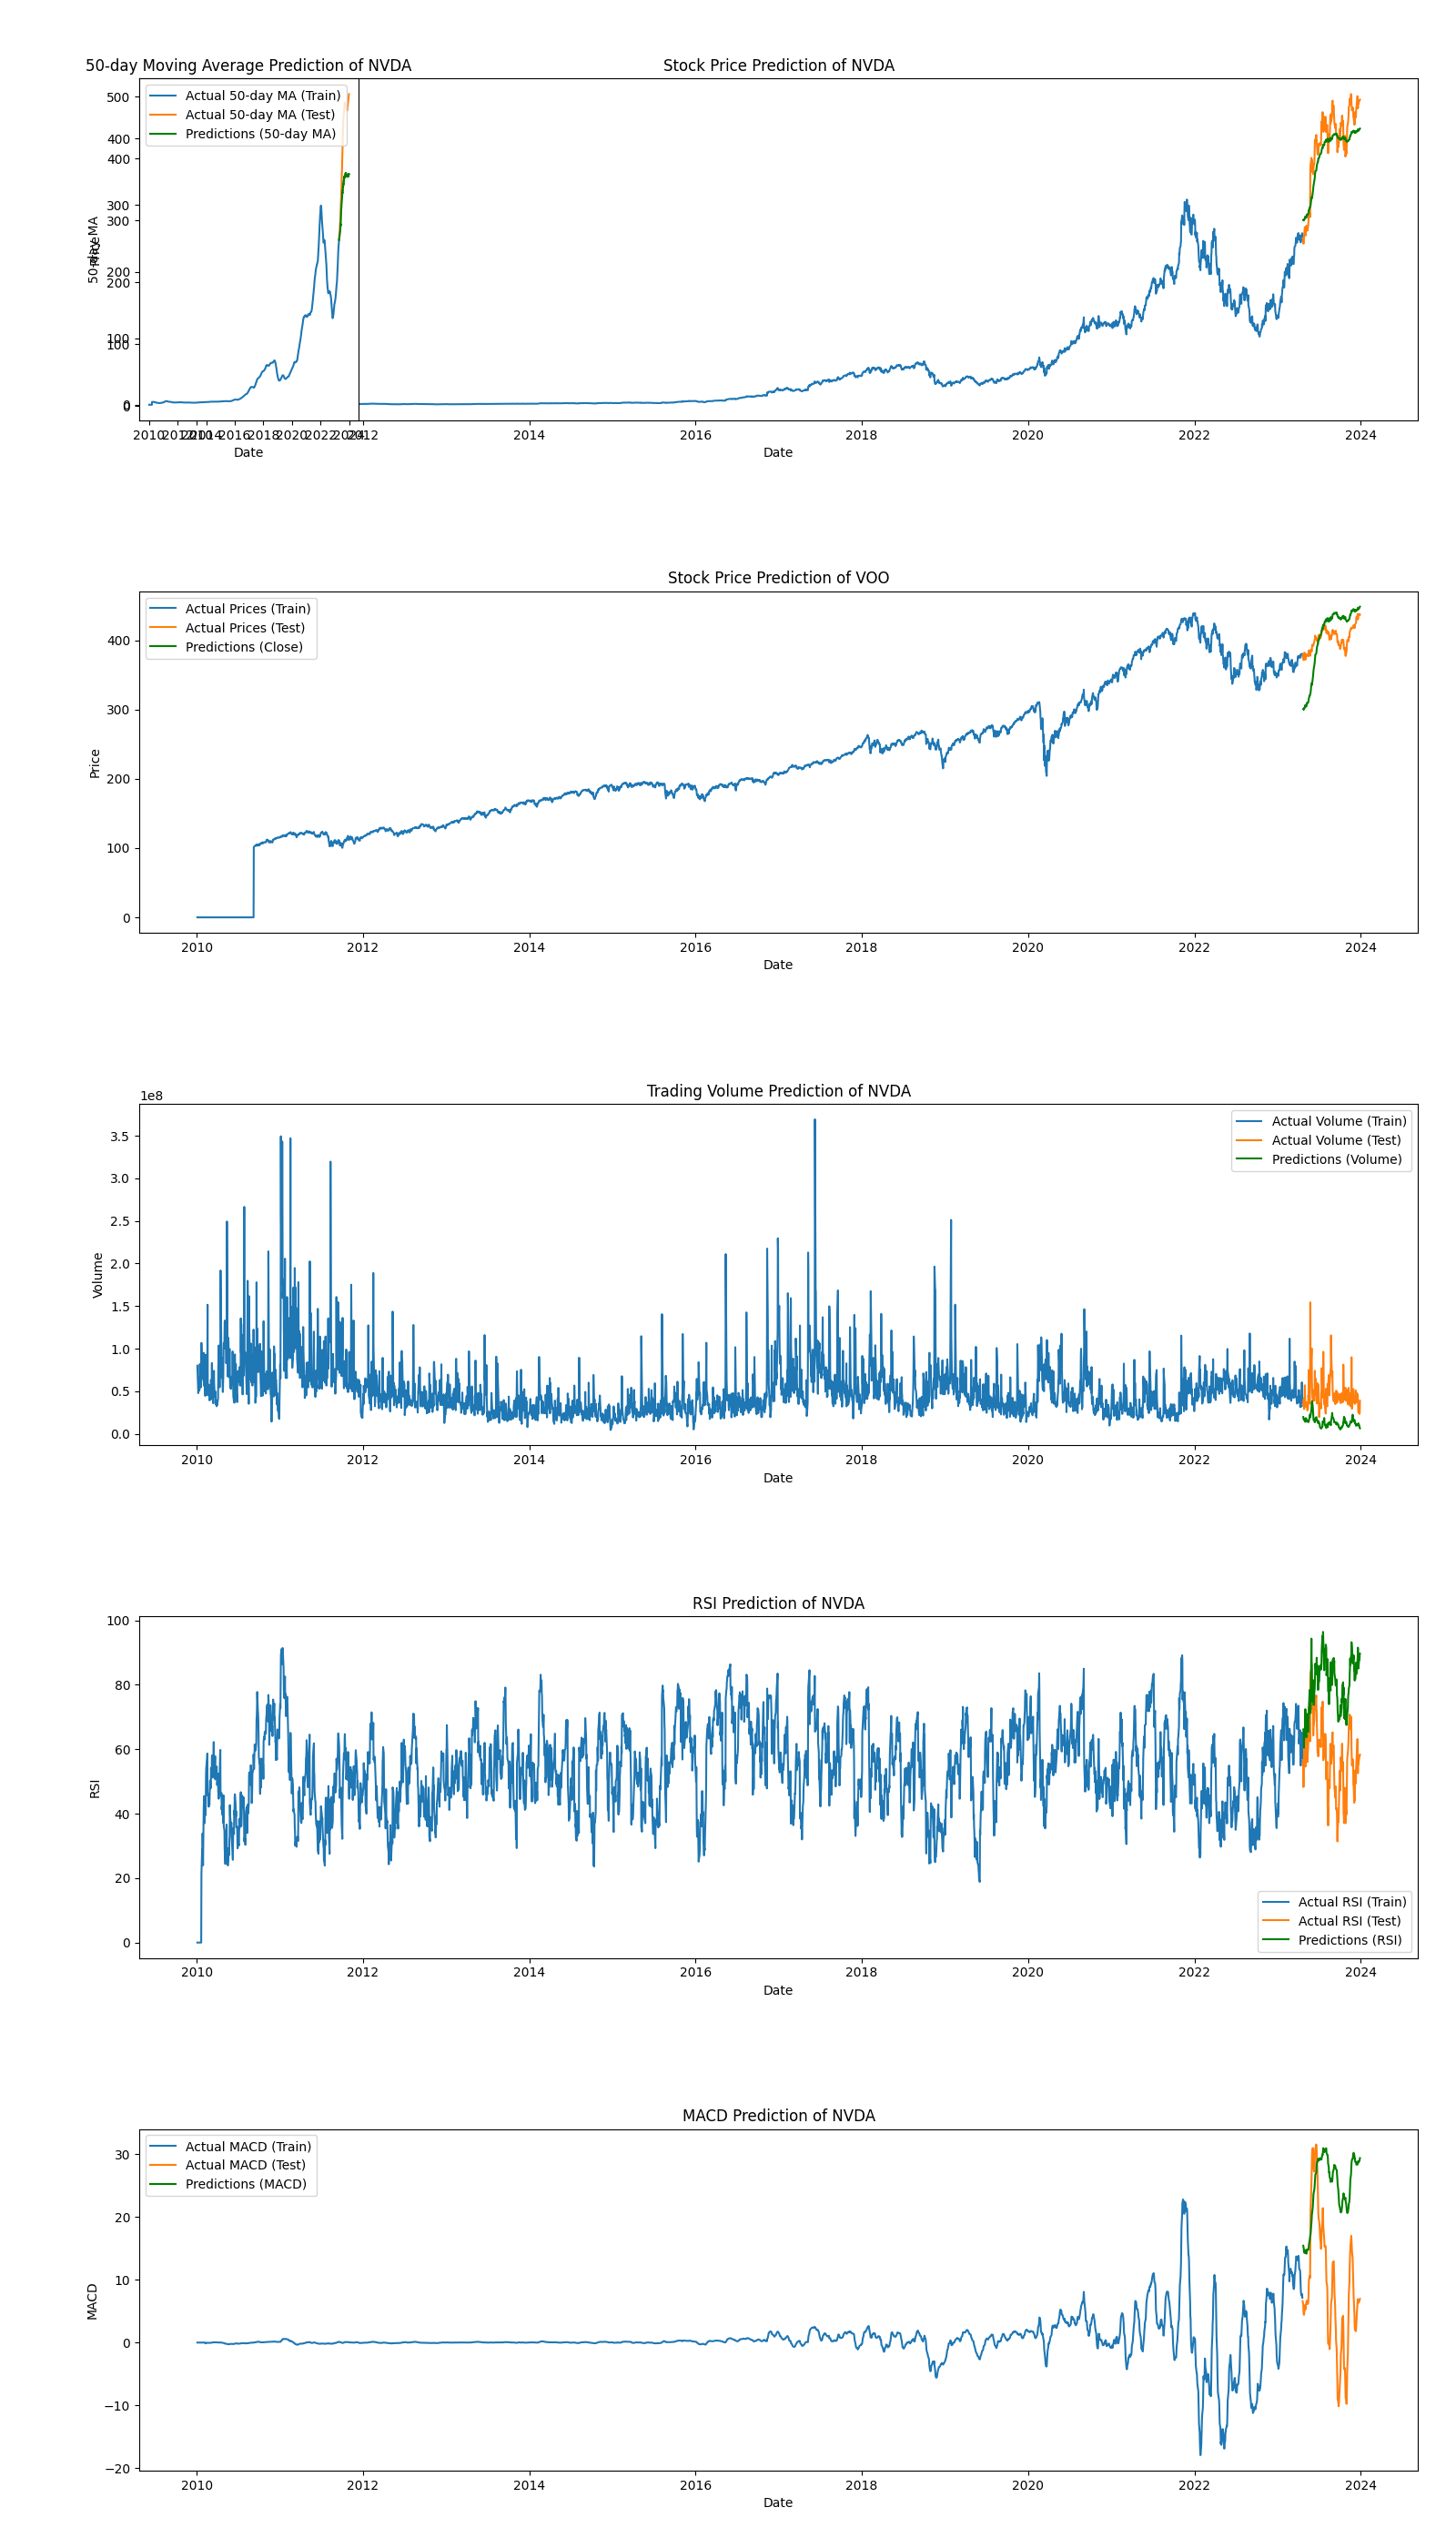 50-day Moving Average Prediction of NVDA
Stock Price Prediction of NVDA
Actual 50-day MA (Train)
Actual 50-day MA (Test)
Predictions (50-day MA)
500
400
400
300
300
200
200
100
100
0
50-day MA
Price
2010 2012 2010 2014 2016 2018 2020 2022 2024 2012 2014 2016 2018 2020 2022 2024
Date
Date
Stock Price Prediction of VOO
Actual Prices (Train)
Actual Prices (Test)
Predictions (Close)
400
300
200
100
0
Price
2010 2012 2014 2016 2018 2020 2022 2024
Date
Trading Volume Prediction of NVDA
1e8
Actual Volume (Train)
Actual Volume (Test)
Predictions (Volume)
3.5
3.0
2.5
2.0
1.5
1.0
0.5
0.0
Volume
2010 2012 2014 2016 2018 2020 2022 2024
Date
RSI Prediction of NVDA
100
80
60
40
20
0
RSI
Actual RSI (Train)
Actual RSI (Test)
Predictions (RSI)
2010 2012 2014 2016 2018 2020 2022 2024
Date
MACD Prediction of NVDA
Actual MACD (Train)
Actual MACD (Test)
Predictions (MACD)
30
20
10
0
−10
−20
MACD
2010 2012 2014 2016 2018 2020 2022 2024
Date